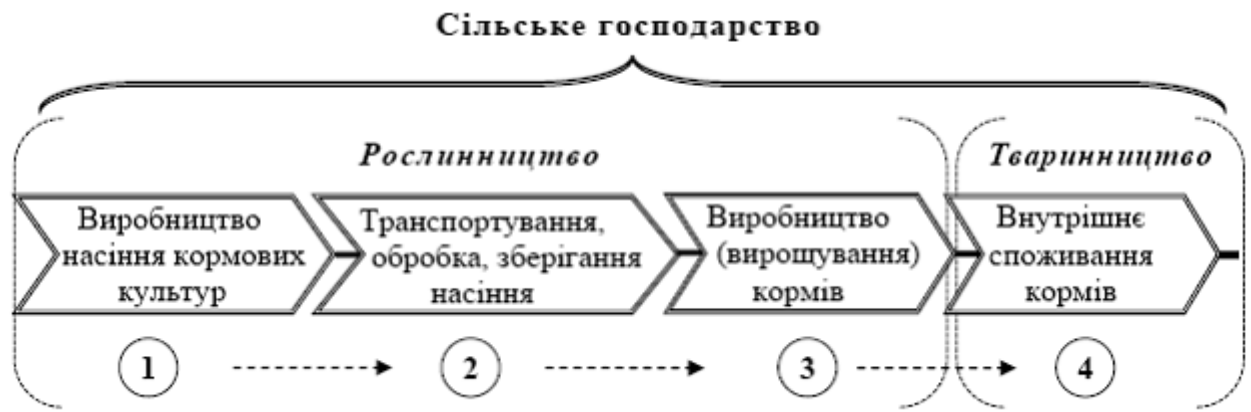 Сільське господарство
Рослинництво
Тваринництво
Виробництво
насіння кормових
культур
Транспортування,
обробка, зберігання
насіння
Виробництво
(вирощування)
кормів
Внутрішнє
споживання
кормів
1
2
3
4